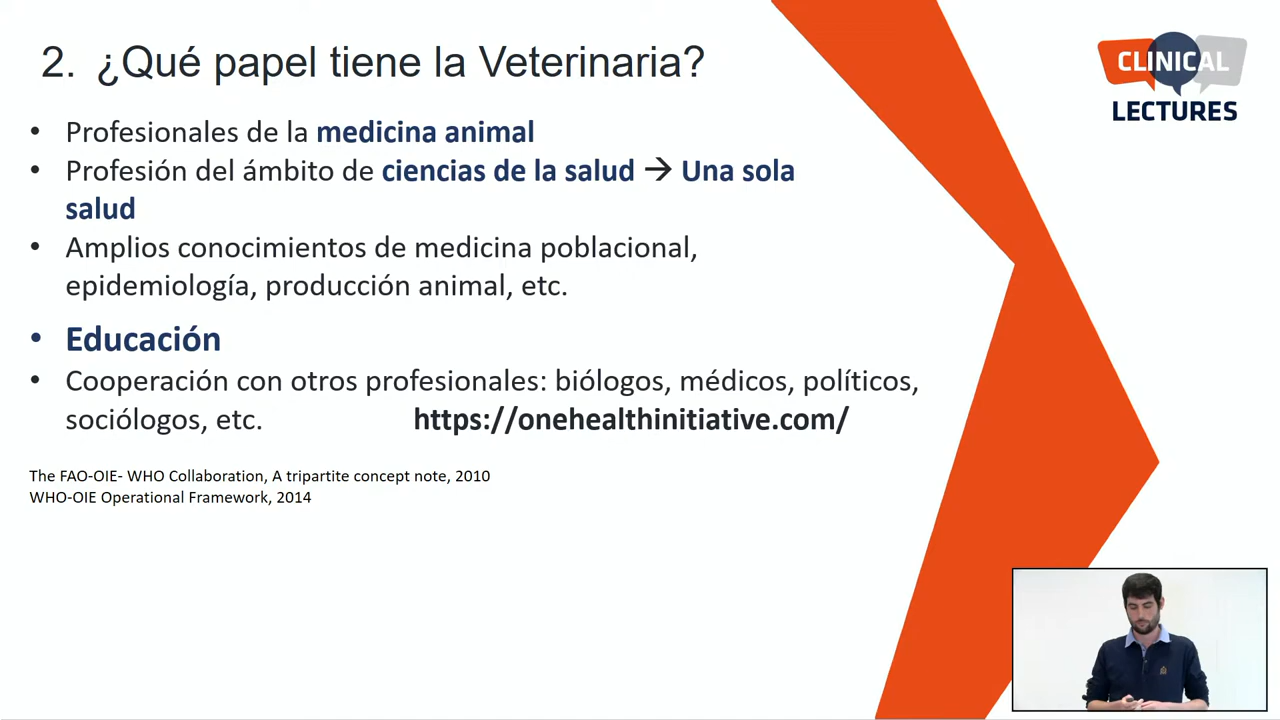 2. ¿Qué papel tiene la Veterinaria?
CLINICAL
LECTURES
• Profesionales de la medicina animal
• Profesión del ámbito de ciencias de la salud → Una sola
salud
• Amplios conocimientos de medicina poblacional,
epidemiología, producción animal, etc.
• Educación
• Cooperación con otros profesionales: biólogos, médicos, políticos,
sociólogos, etc. https://onehealthinitiative.com/
The FAO-OIE- WHO Collaboration, A tripartite concept note, 2010
WHO-OIE Operational Framework, 2014